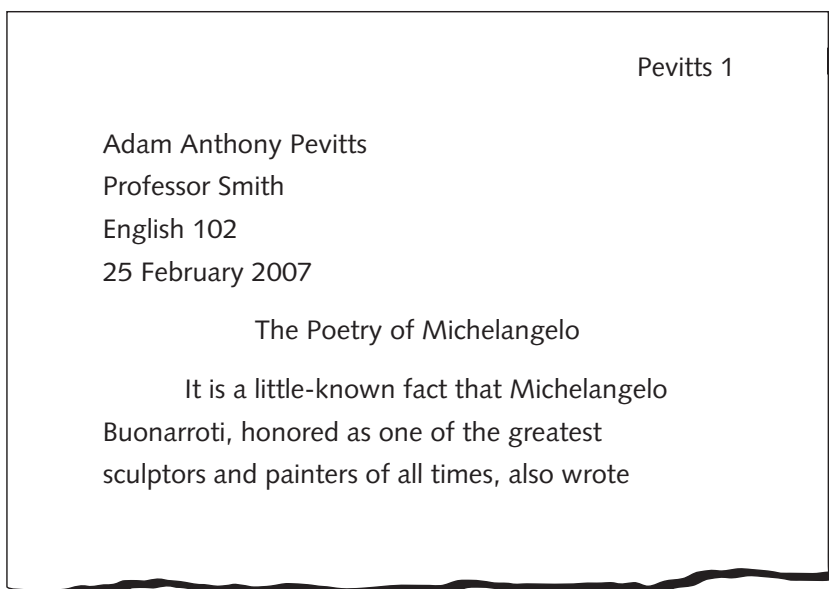 Pevitts 1
Adam Anthony Pevitts
Professor Smith
English 102
25 February 2007
The Poetry of Michelangelo
It is a little-known fact that Michelangelo
Buonarroti, honored as one of the greatest
sculptors and painters of all times, also wrote